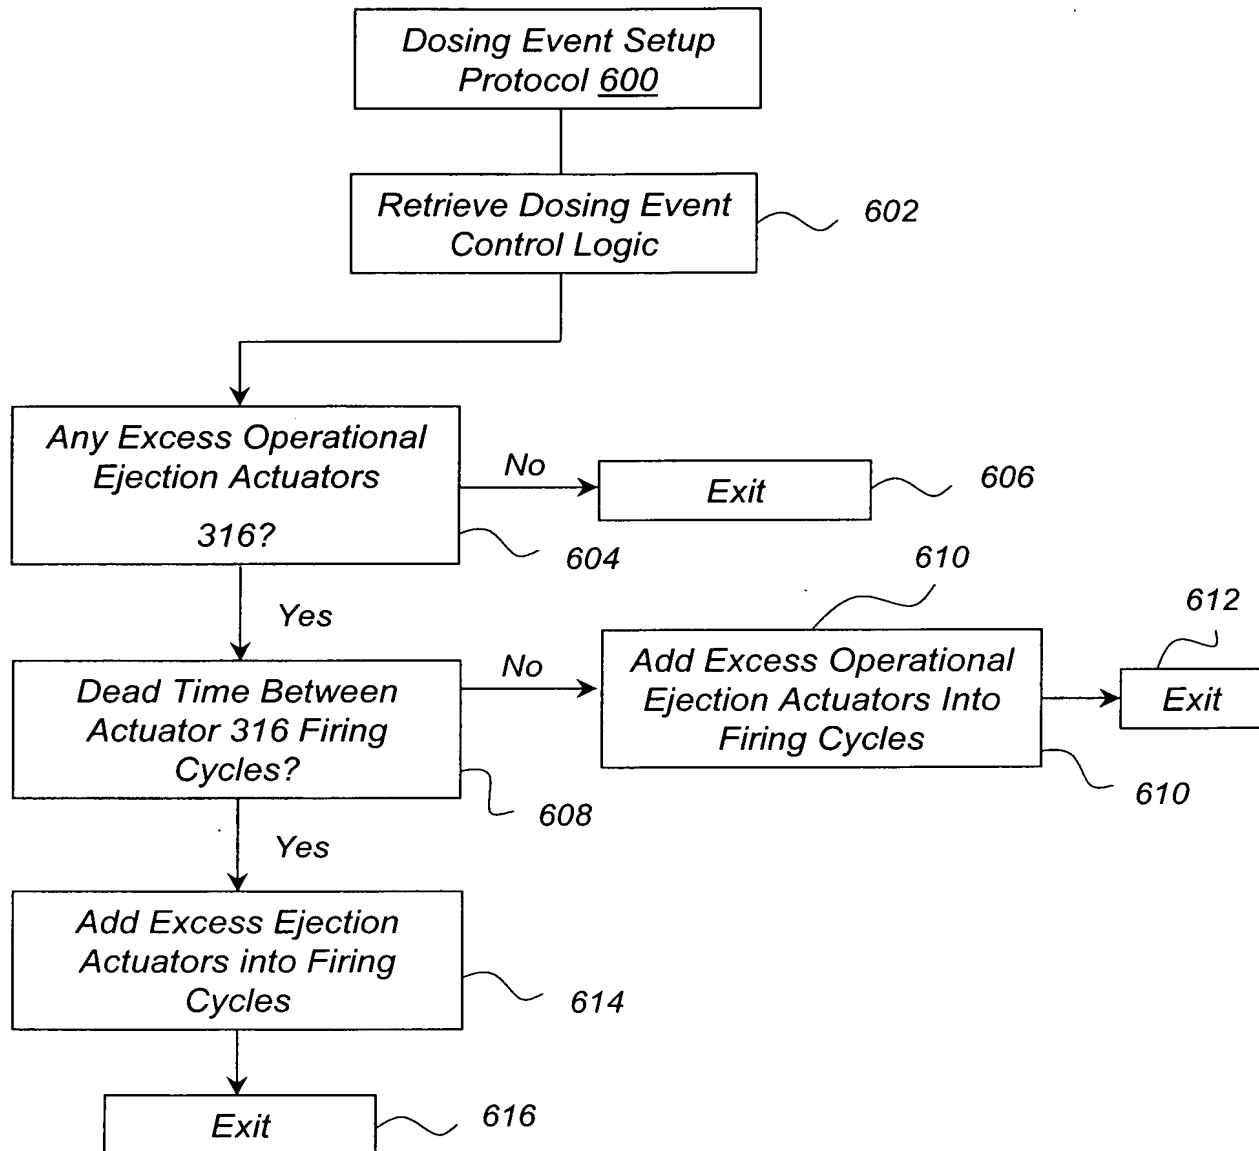 Dosing Event Setup
Protocol 600
Retrieve Dosing Event
Control Logic
602
Any Excess Operational
Ejection Actuators
316?
604
No
Exit
606
Yes
Dead Time Between
Actuator 316 Firing
Cycles?
608
No
610
Add Excess Operational
Ejection Actuators Into
Firing Cycles
610
612
Exit
Yes
Add Excess Ejection
Actuators into Firing
Cycles
614
Exit
616